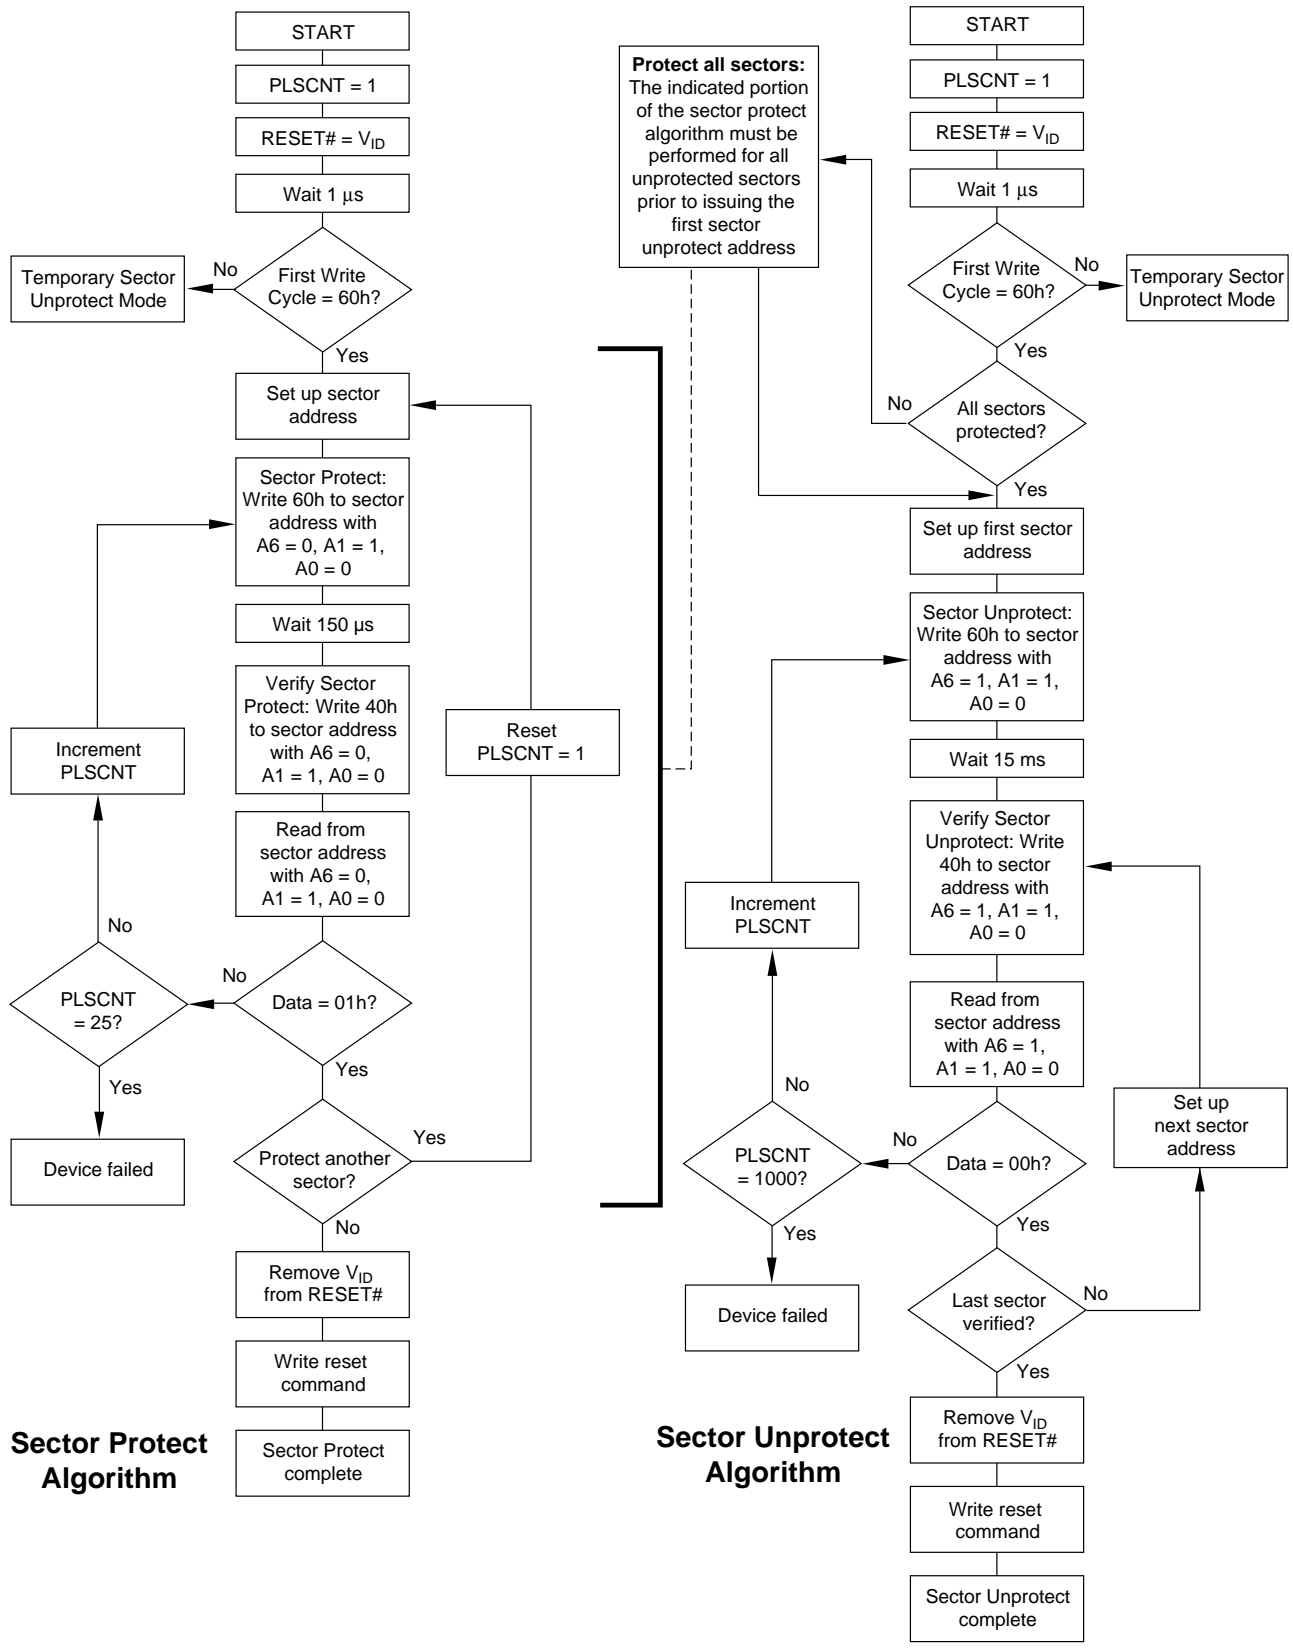 START
PLSCNT = 1
RESET# = VID
Wait 1 μs
First Write
Cycle = 60h?
No
Temporary Sector
Unprotect Mode
Yes
Set up sector
address
Sector Protect:
Write 60h to sector
address with
A6 = 0, A1 = 1,
A0 = 0
Wait 150 µs
Verify Sector
Protect: Write 40h
to sector address
with A6 = 0,
A1 = 1, A0 = 0
Read from
sector address
with A6 = 0,
A1 = 1, A0 = 0
Data = 01h?
No
PLSCNT
= 25?
No
Increment
PLSCNT
Yes
Device failed
Yes
Protect another
sector?
Yes
Reset
PLSCNT = 1
No
Remove VID
from RESET#
Write reset
command
Sector Protect
complete
Sector Protect
Algorithm
Protect all sectors:
The indicated portion
of the sector protect
algorithm must be
performed for all
unprotected sectors
prior to issuing the
first sector
unprotect address
START
PLSCNT = 1
RESET# = VID
Wait 1 μs
First Write
Cycle = 60h?
No
Temporary Sector
Unprotect Mode
Yes
All sectors
protected?
No
Yes
Set up first sector
address
Sector Unprotect:
Write 60h to sector
address with
A6 = 1, A1 = 1,
A0 = 0
Wait 15 ms
Verify Sector
Unprotect: Write
40h to sector
address with
A6 = 1, A1 = 1,
A0 = 0
Read from
sector address
with A6 = 1,
A1 = 1, A0 = 0
Data = 00h?
No
PLSCNT
= 1000?
No
Increment
PLSCNT
Yes
Device failed
Yes
Last sector
verified?
No
Set up
next sector
address
Yes
Remove VID
from RESET#
Write reset
command
Sector Unprotect
complete
Sector Unprotect
Algorithm